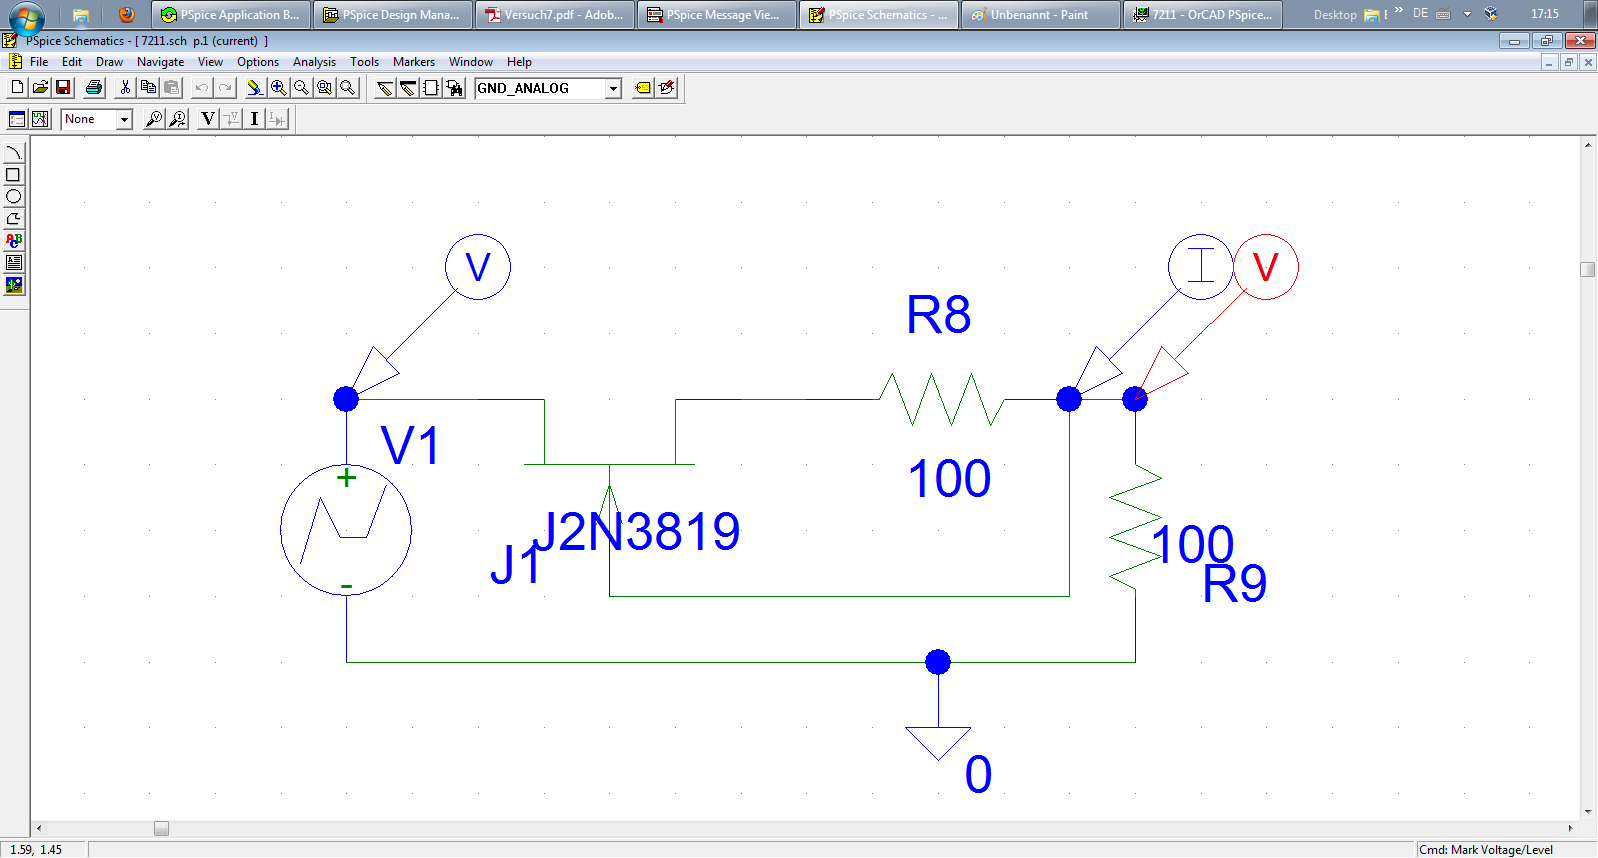 PSpice Application B...
PSpice Design Mana...
Versuch7.pdf - Adob...
PSpice Message Vie...
PSpice Schematics - ...
Unbenannt - Paint
7211 - OrCAD PSpice...
Desktop
»
DE
17:15
PSpice Schematics - [ 7211.sch p.1 (current) ]
File Edit Draw Navigate View Options Analysis Tools Markers Window Help
GND_ANALOG
None
V
I
V
I
V
R8
V1
+
100
J2N3819
J1
100
R9
-
0
1.59, 1.45
Cmd: Mark Voltage/Level